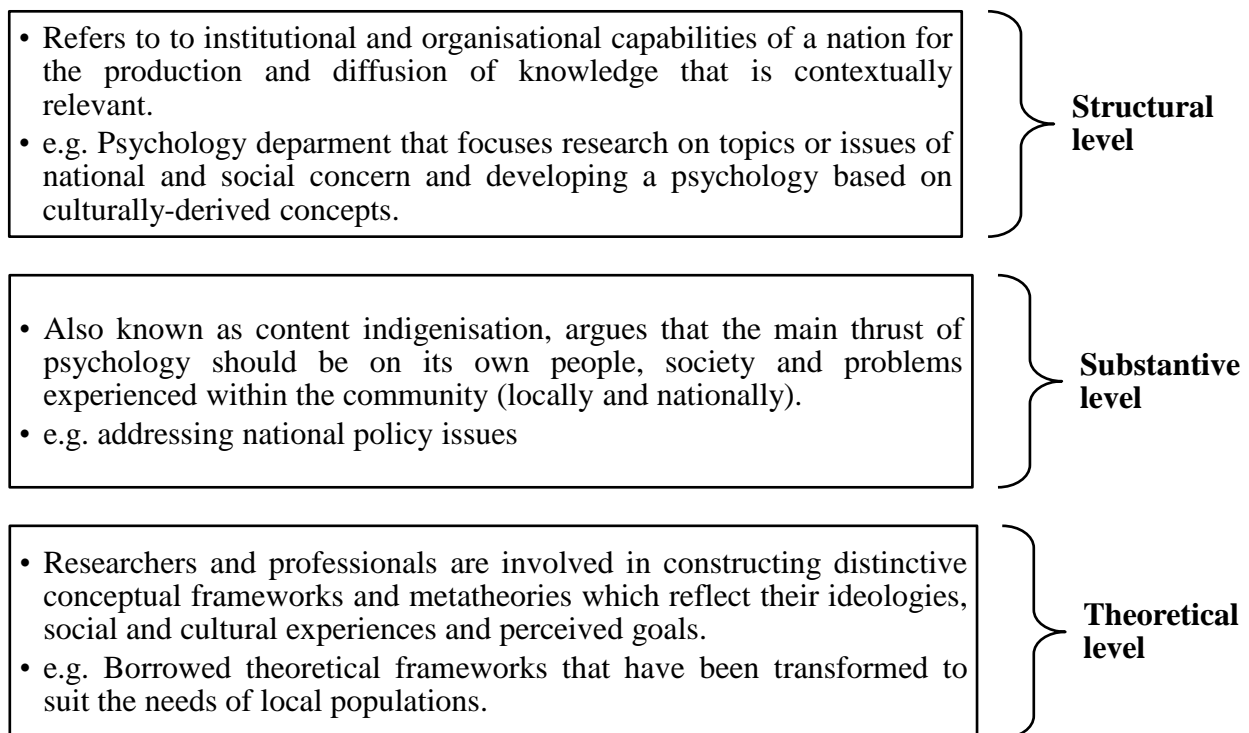 • Refers to to institutional and organisational capabilities of a nation for
the production and diffusion of knowledge that is contextually
relevant.
• e.g. Psychology deparment that focuses research on topics or issues of
national and social concern and developing a psychology based on
culturally-derived concepts.
Structural
level
• Also known as content indigenisation, argues that the main thrust of
psychology should be on its own people, society and problems
experienced within the community (locally and nationally).
• e.g. addressing national policy issues
Substantive
level
• Researchers and professionals are involved in constructing distinctive
conceptual frameworks and metatheories which reflect their ideologies,
social and cultural experiences and perceived goals.
• e.g. Borrowed theoretical frameworks that have been transformed to
suit the needs of local populations.
Theoretical
level